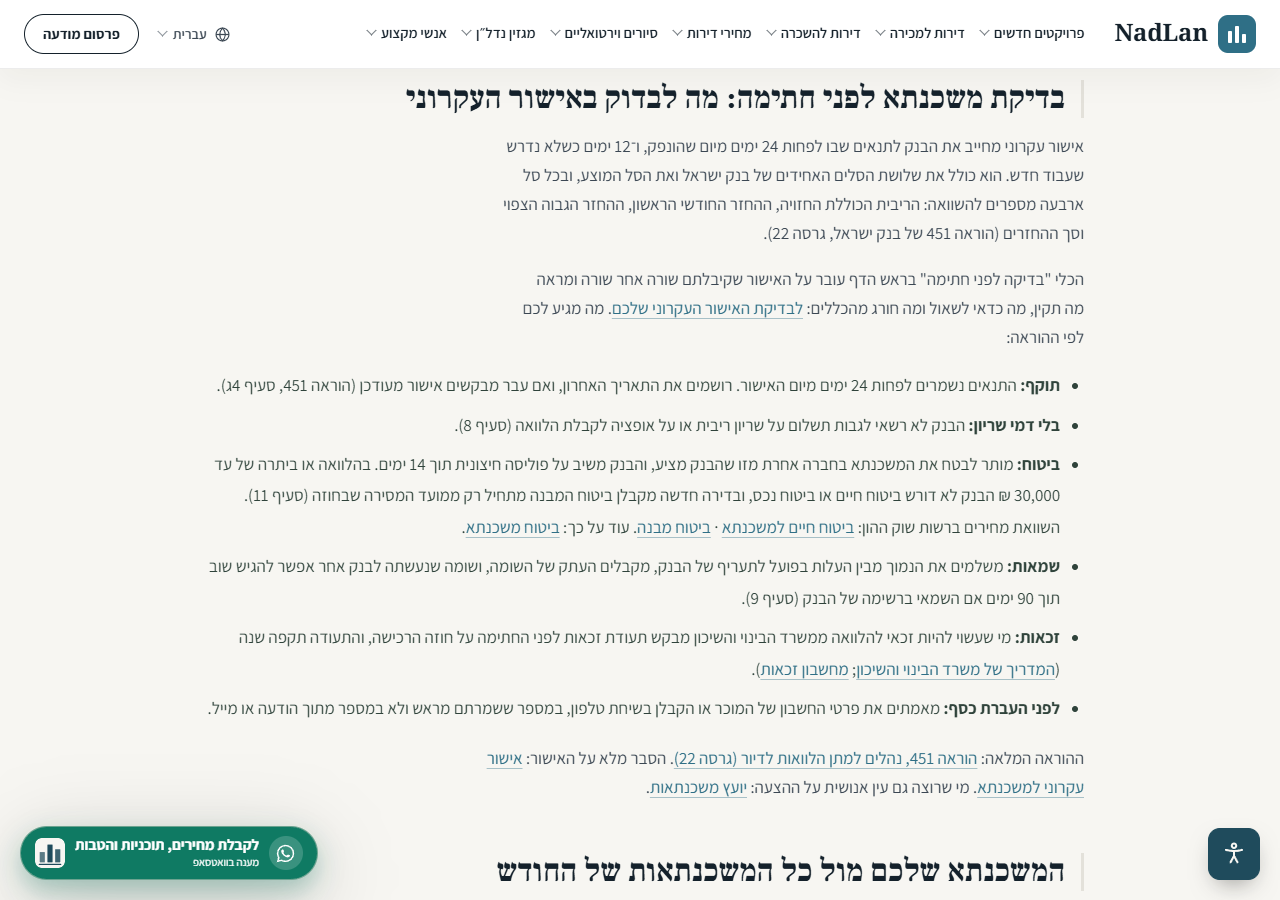 NadLan
פרויקטים חדשים
דירות למכירה
דירות להשכרה
מחירי דירות
סיורים וירטואליים
מגזין נדל״ן
אנשי מקצוע
עברית
פרסום מודעה
בדיקת משכנתא לפני חתימה: מה לבדוק באישור העקרוני
אישור עקרוני מחייב את הבנק לתנאים שבו לפחות 24 ימים מיום שהונפק, ו־12 ימים כשלא נדרש
שעבוד חדש. הוא כולל את שלושת הסלים האחידים של בנק ישראל ואת הסל המוצע, ובכל סל
ארבעה מספרים להשוואה: הריבית הכוללת החזויה, ההחזר החודשי הראשון, ההחזר הגבוה הצפוי
וסך ההחזרים (הוראה 451 של בנק ישראל, גרסה 22).
הכלי "בדיקה לפני חתימה" בראש הדף עובר על האישור שקיבלתם שורה אחר שורה ומראה
מה תקין, מה כדאי לשאול ומה חורג מהכללים: לבדיקת האישור העקרוני שלכם. מה מגיע לכם
לפי ההוראה:
תוקף: התנאים נשמרים לפחות 24 ימים מיום האישור. רושמים את התאריך האחרון, ואם עבר מבקשים אישור מעודכן (הוראה 451, סעיף 4ג).
בלי דמי שריון: הבנק לא רשאי לגבות תשלום על שריון ריבית או על אופציה לקבלת הלוואה (סעיף 8).
ביטוח: מותר לבטח את המשכנתא בחברה אחרת מזו שהבנק מציע, והבנק משיב על פוליסה חיצונית תוך 14 ימים. בהלוואה או ביתרה של עד
30,000 ₪ הבנק לא דורש ביטוח חיים או ביטוח נכס, ובדירה חדשה מקבלן ביטוח המבנה מתחיל רק ממועד המסירה שבחוזה (סעיף 11).
השוואת מחירים ברשות שוק ההון: ביטוח חיים למשכנתא · ביטוח מבנה. עוד על כך: ביטוח משכנתא.
שמאות: משלמים את הנמוך מבין העלות בפועל לתעריף של הבנק, מקבלים העתק של השומה, ושומה שנעשתה לבנק אחר אפשר להגיש שוב
תוך 90 ימים אם השמאי ברשימה של הבנק (סעיף 9).
זכאות: מי שעשוי להיות זכאי להלוואה ממשרד הבינוי והשיכון מבקש תעודת זכאות לפני החתימה על חוזה הרכישה, והתעודה תקפה שנה
(המדריך של משרד הבינוי והשיכון; מחשבון זכאות).
לפני העברת כסף: מאמתים את פרטי החשבון של המוכר או הקבלן בשיחת טלפון, במספר ששמרתם מראש ולא במספר מתוך הודעה או מייל.
ההוראה המלאה: הוראה 451, נהלים למתן הלוואות לדיור (גרסה 22). הסבר מלא על האישור: אישור
עקרוני למשכנתא. מי שרוצה גם עין אנושית על ההצעה: יועץ משכנתאות.
לקבלת מחירים, תוכניות והטבות
מענה בוואטסאפ
המשכנתא שלכם מול כל המשכנתאות של החודש